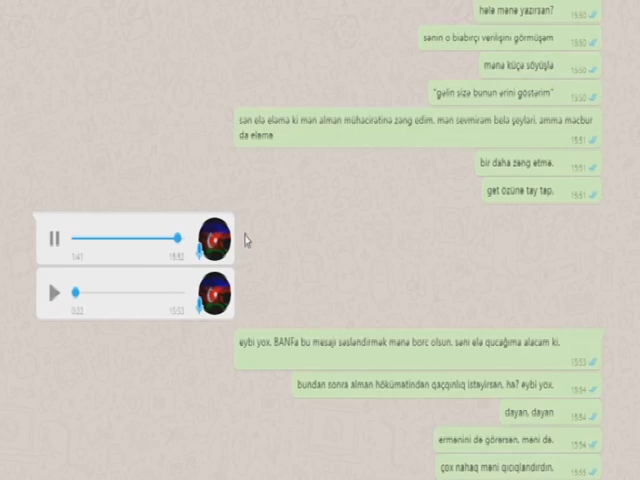 hələ mənə yazırsan?
15:50
sənin o biabırçı verilişini görmüşəm
15:50
mənə küçə söyüşlə
15:50
"gəlin sizə bunun ərini göstərim"
15:50
sən elə eləmə ki mən alman mühacirətinə zəng edim. mən sevmirəm belə şeyləri, amma məcbur
da eləmə
15:51
bir daha zəng etmə.
15:51
get özünə tay tap.
15:51
1:41
15:52
0:22
15:53
eybi yox. BANFa bu mesajı səsləndirmək mənə borc olsun. səni elə qucağıma alacam ki.
15:53
bundan sonra alman hökümətindən qaçqınlıq istəyirsən, hə? eybi yox.
15:54
dayan, dayan
15:54
erməni də görərsən, məni də.
15:54
çox nahaq məni qıcıqlandırdın.
15:55